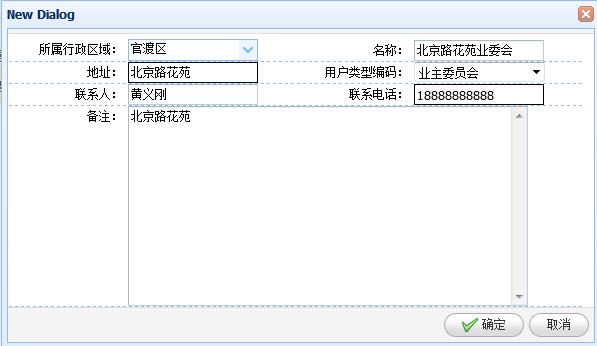 New Dialog
所属行政区域： 官渡区 名称： 北京路花苑业委会
地址： 北京路花苑 用户类型编码： 业主委员会
联系人： 黄义刚 联系电话： 18888888888
备注： 北京路花苑
确定 取消